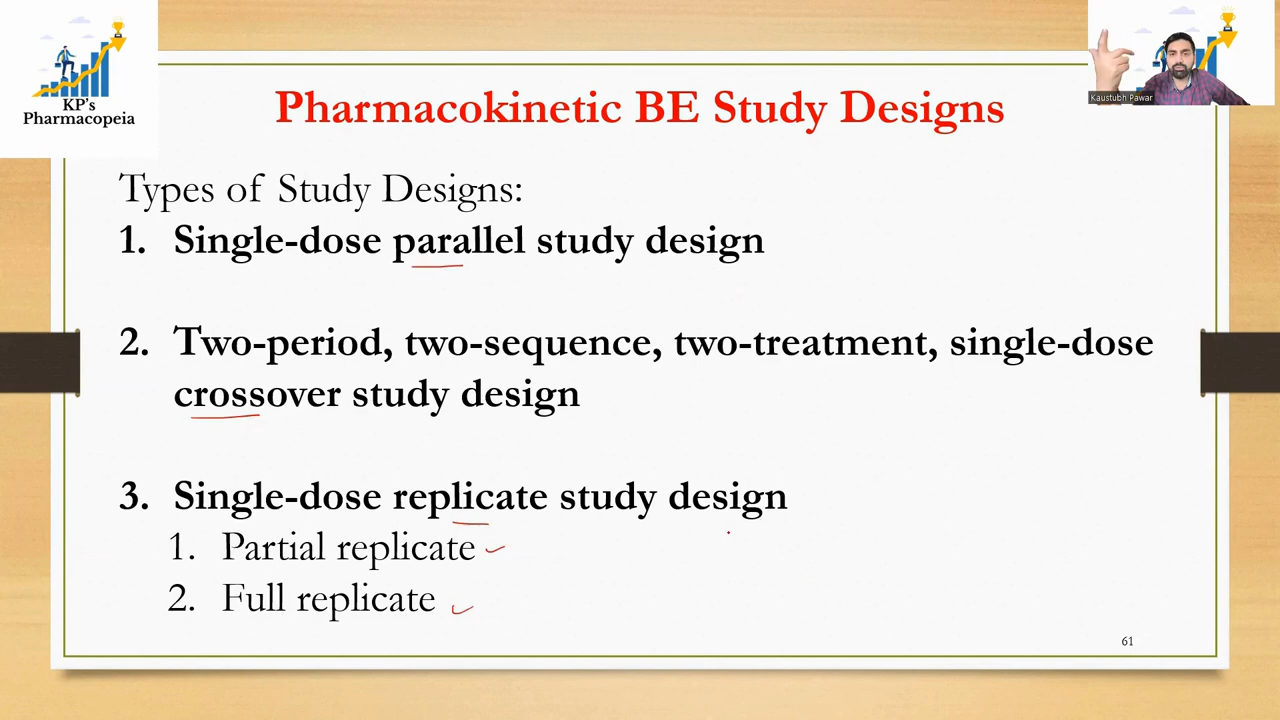 KP's
Pharmacopeia
Kaustubh Pawar
Pharmacokinetic BE Study Designs
Types of Study Designs:
1. Single-dose parallel study design
2. Two-period, two-sequence, two-treatment, single-dose
crossover study design
3. Single-dose replicate study design
1. Partial replicate
2. Full replicate
61